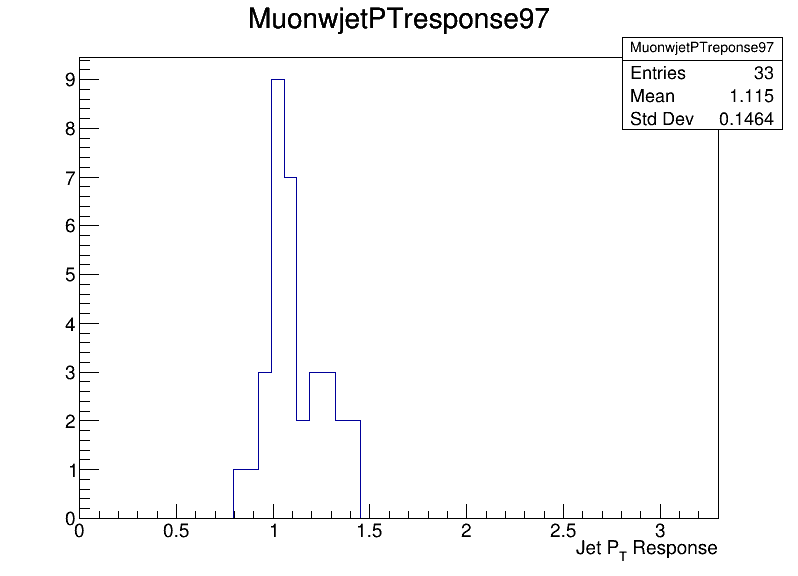 MuonwjetPTresponse97
MuonwjetPTreponse97
Entries 33
Mean 1.115
Std Dev 0.1464
9
8
7
6
5
4
3
2
1
0
0 0.5 1 1.5 2 2.5 3
Jet PT Response